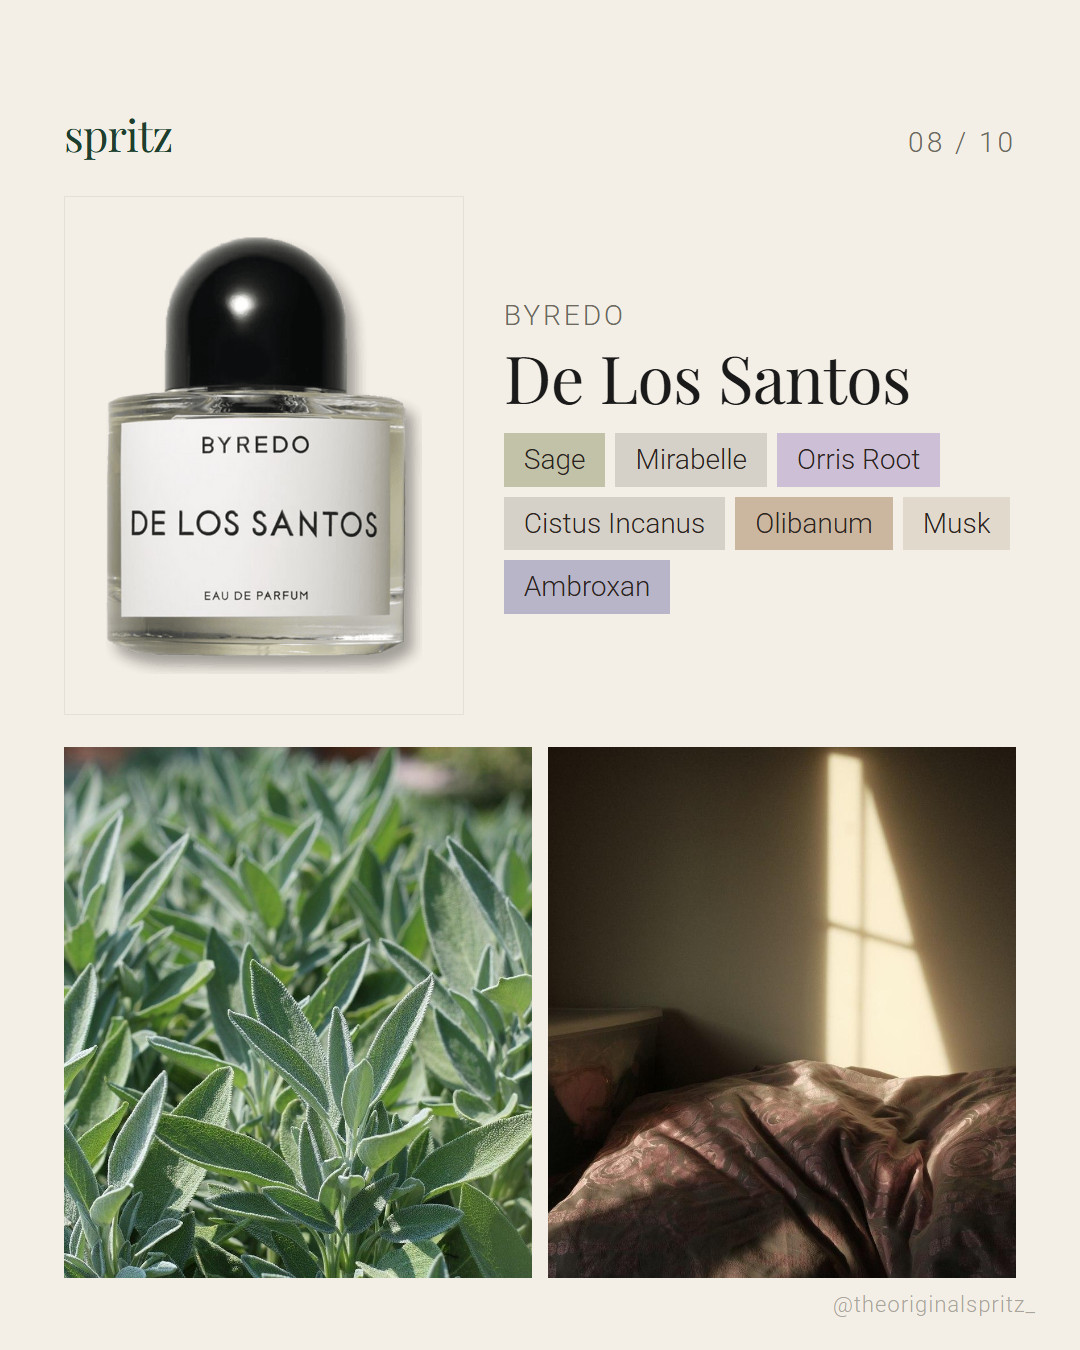 spritz
08 / 10
BYREDO
DE LOS SANTOS
EAU DE PARFUM
BYREDO
De Los Santos
Sage
Mirabelle
Orris Root
Cistus Incanus
Olibanum
Musk
Ambroxan
@theoriginalspritz_